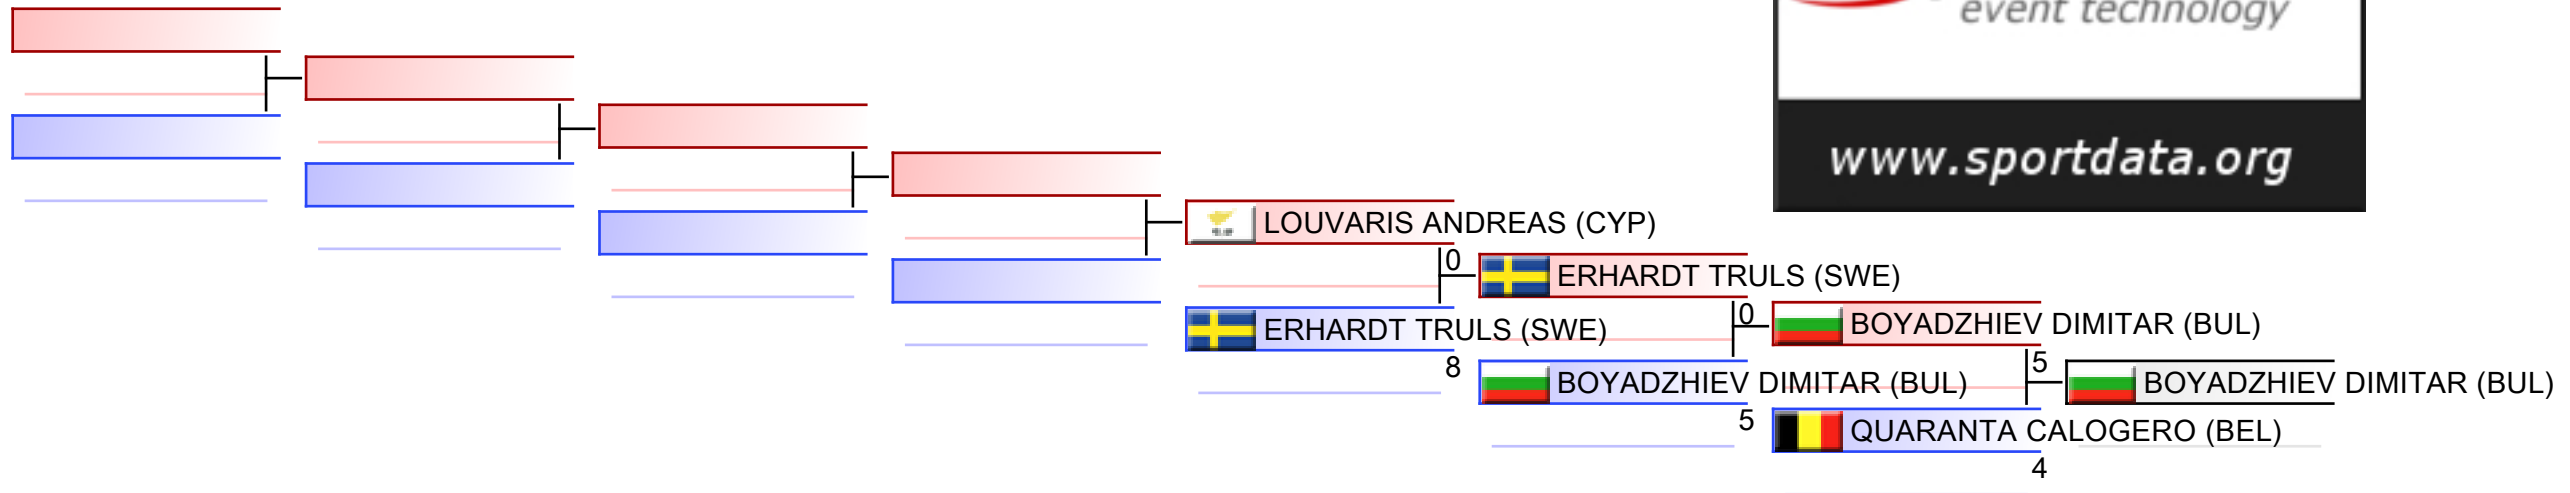 event technology
www.sportdata.org
LOUVARIS ANDREAS (CYP)
0
ERHARDT TRULS (SWE)
ERHARDT TRULS (SWE)
8
0
BOYADZHIEV DIMITAR (BUL)
BOYADZHIEV DIMITAR (BUL)
5
5
BOYADZHIEV DIMITAR (BUL)
QUARANTA CALOGERO (BEL)
4